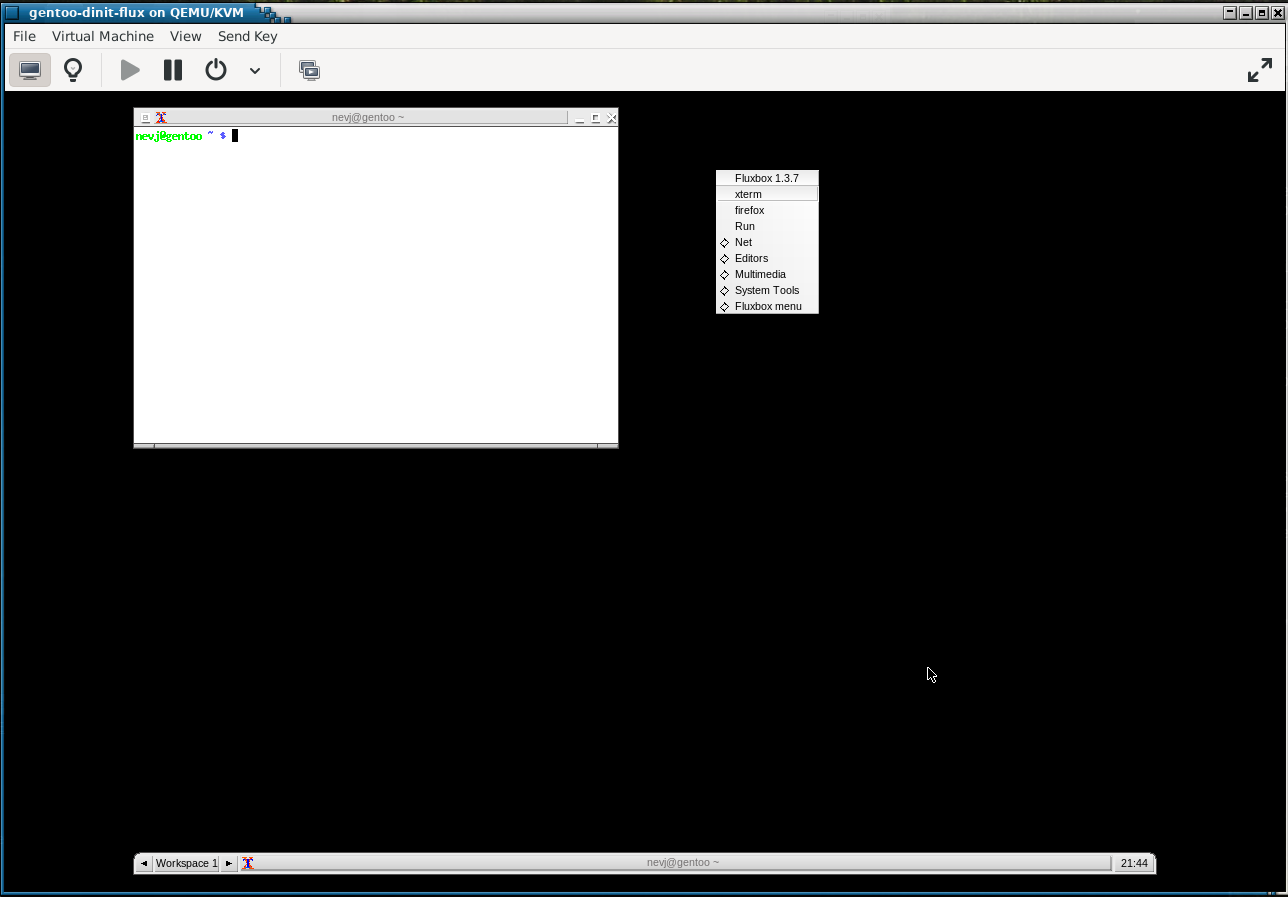 gentoo-dinit-flux on QEMU/KVM
File Virtual Machine View Send Key
nevj@gentoo ~
nevj@gentoo ~ $
Fluxbox 1.3.7
xterm
firefox
Run
Net
Editors
Multimedia
System Tools
Fluxbox menu
Workspace 1 nevj@gentoo ~ 21:44